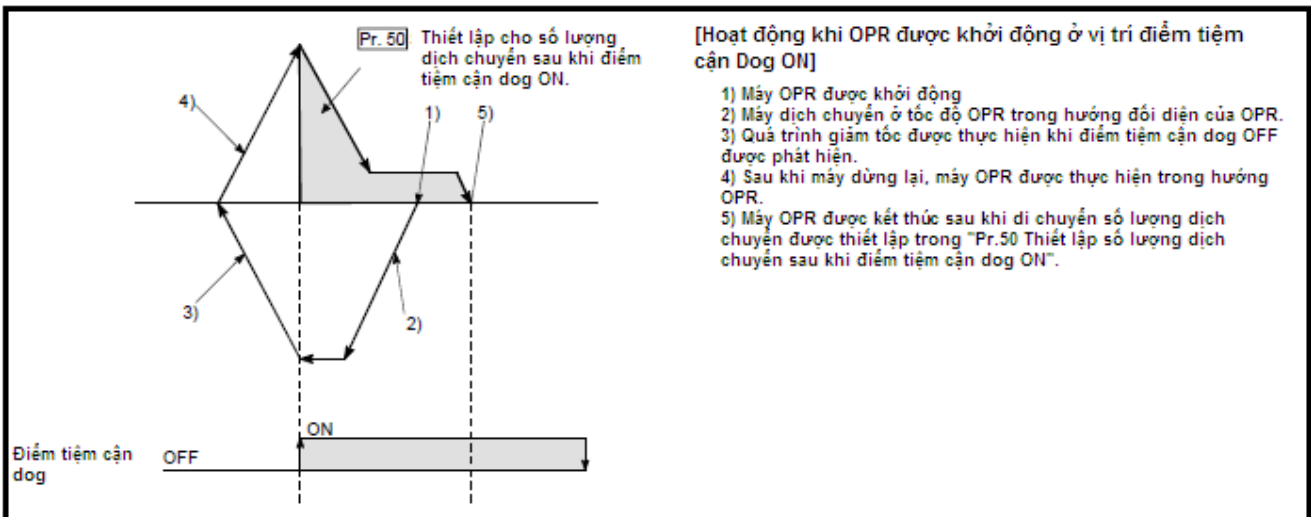 Pr. 50 Thiết lập cho số lượng
dịch chuyển sau khi điểm
tiệm cận dog ON.
4)
1)
5)
3)
2)
ON
Điểm tiệm cận
dog
OFF
[Hoạt động khi OPR được khởi động ở vị trí điểm tiệm
cận Dog ON]
1) Máy OPR được khởi động
2) Máy dịch chuyển ở tốc độ OPR trong hướng đối diện của OPR.
3) Quá trình giảm tốc được thực hiện khi điểm tiệm cận dog OFF
được phát hiện.
4) Sau khi máy dừng lại, máy OPR được thực hiện trong hướng
OPR.
5) Máy OPR được kết thúc sau khi di chuyển số lượng dịch
chuyển được thiết lập trong "Pr.50 Thiết lập số lượng dịch
chuyển sau khi điểm tiệm cận dog ON".